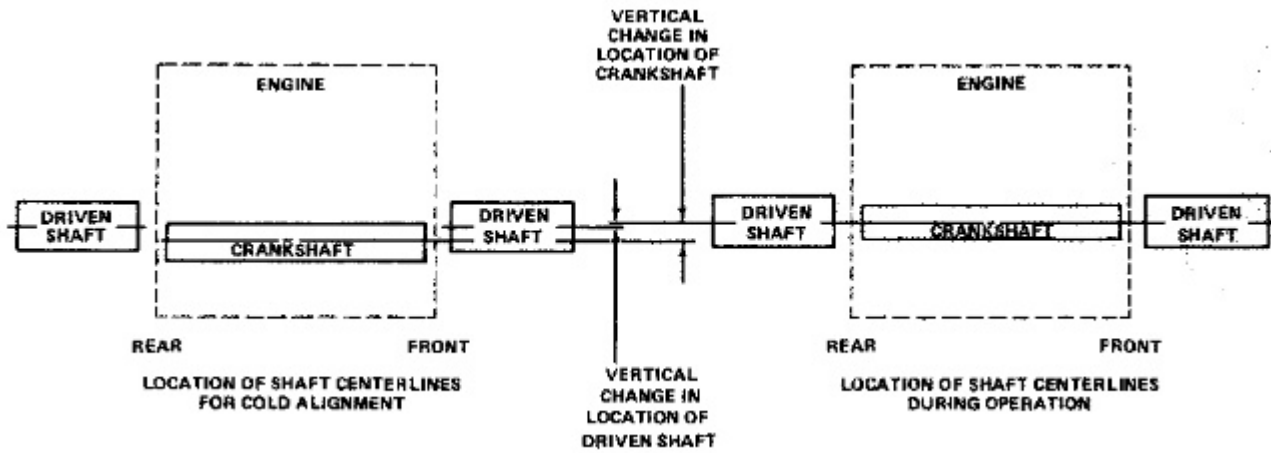 VERTICAL
CHANGE IN
LOCATION OF
CRANKSHAFT
ENGINE
DRIVEN
SHAFT
CRANKSHAFT
DRIVEN
SHAFT
REAR
FRONT
LOCATION OF SHAFT CENTERLINES
FOR COLD ALIGNMENT
VERTICAL
CHANGE IN
LOCATION OF
DRIVEN SHAFT
ENGINE
DRIVEN
SHAFT
CRANKSHAFT
DRIVEN
SHAFT
REAR
FRONT
LOCATION OF SHAFT CENTERLINES
DURING OPERATION